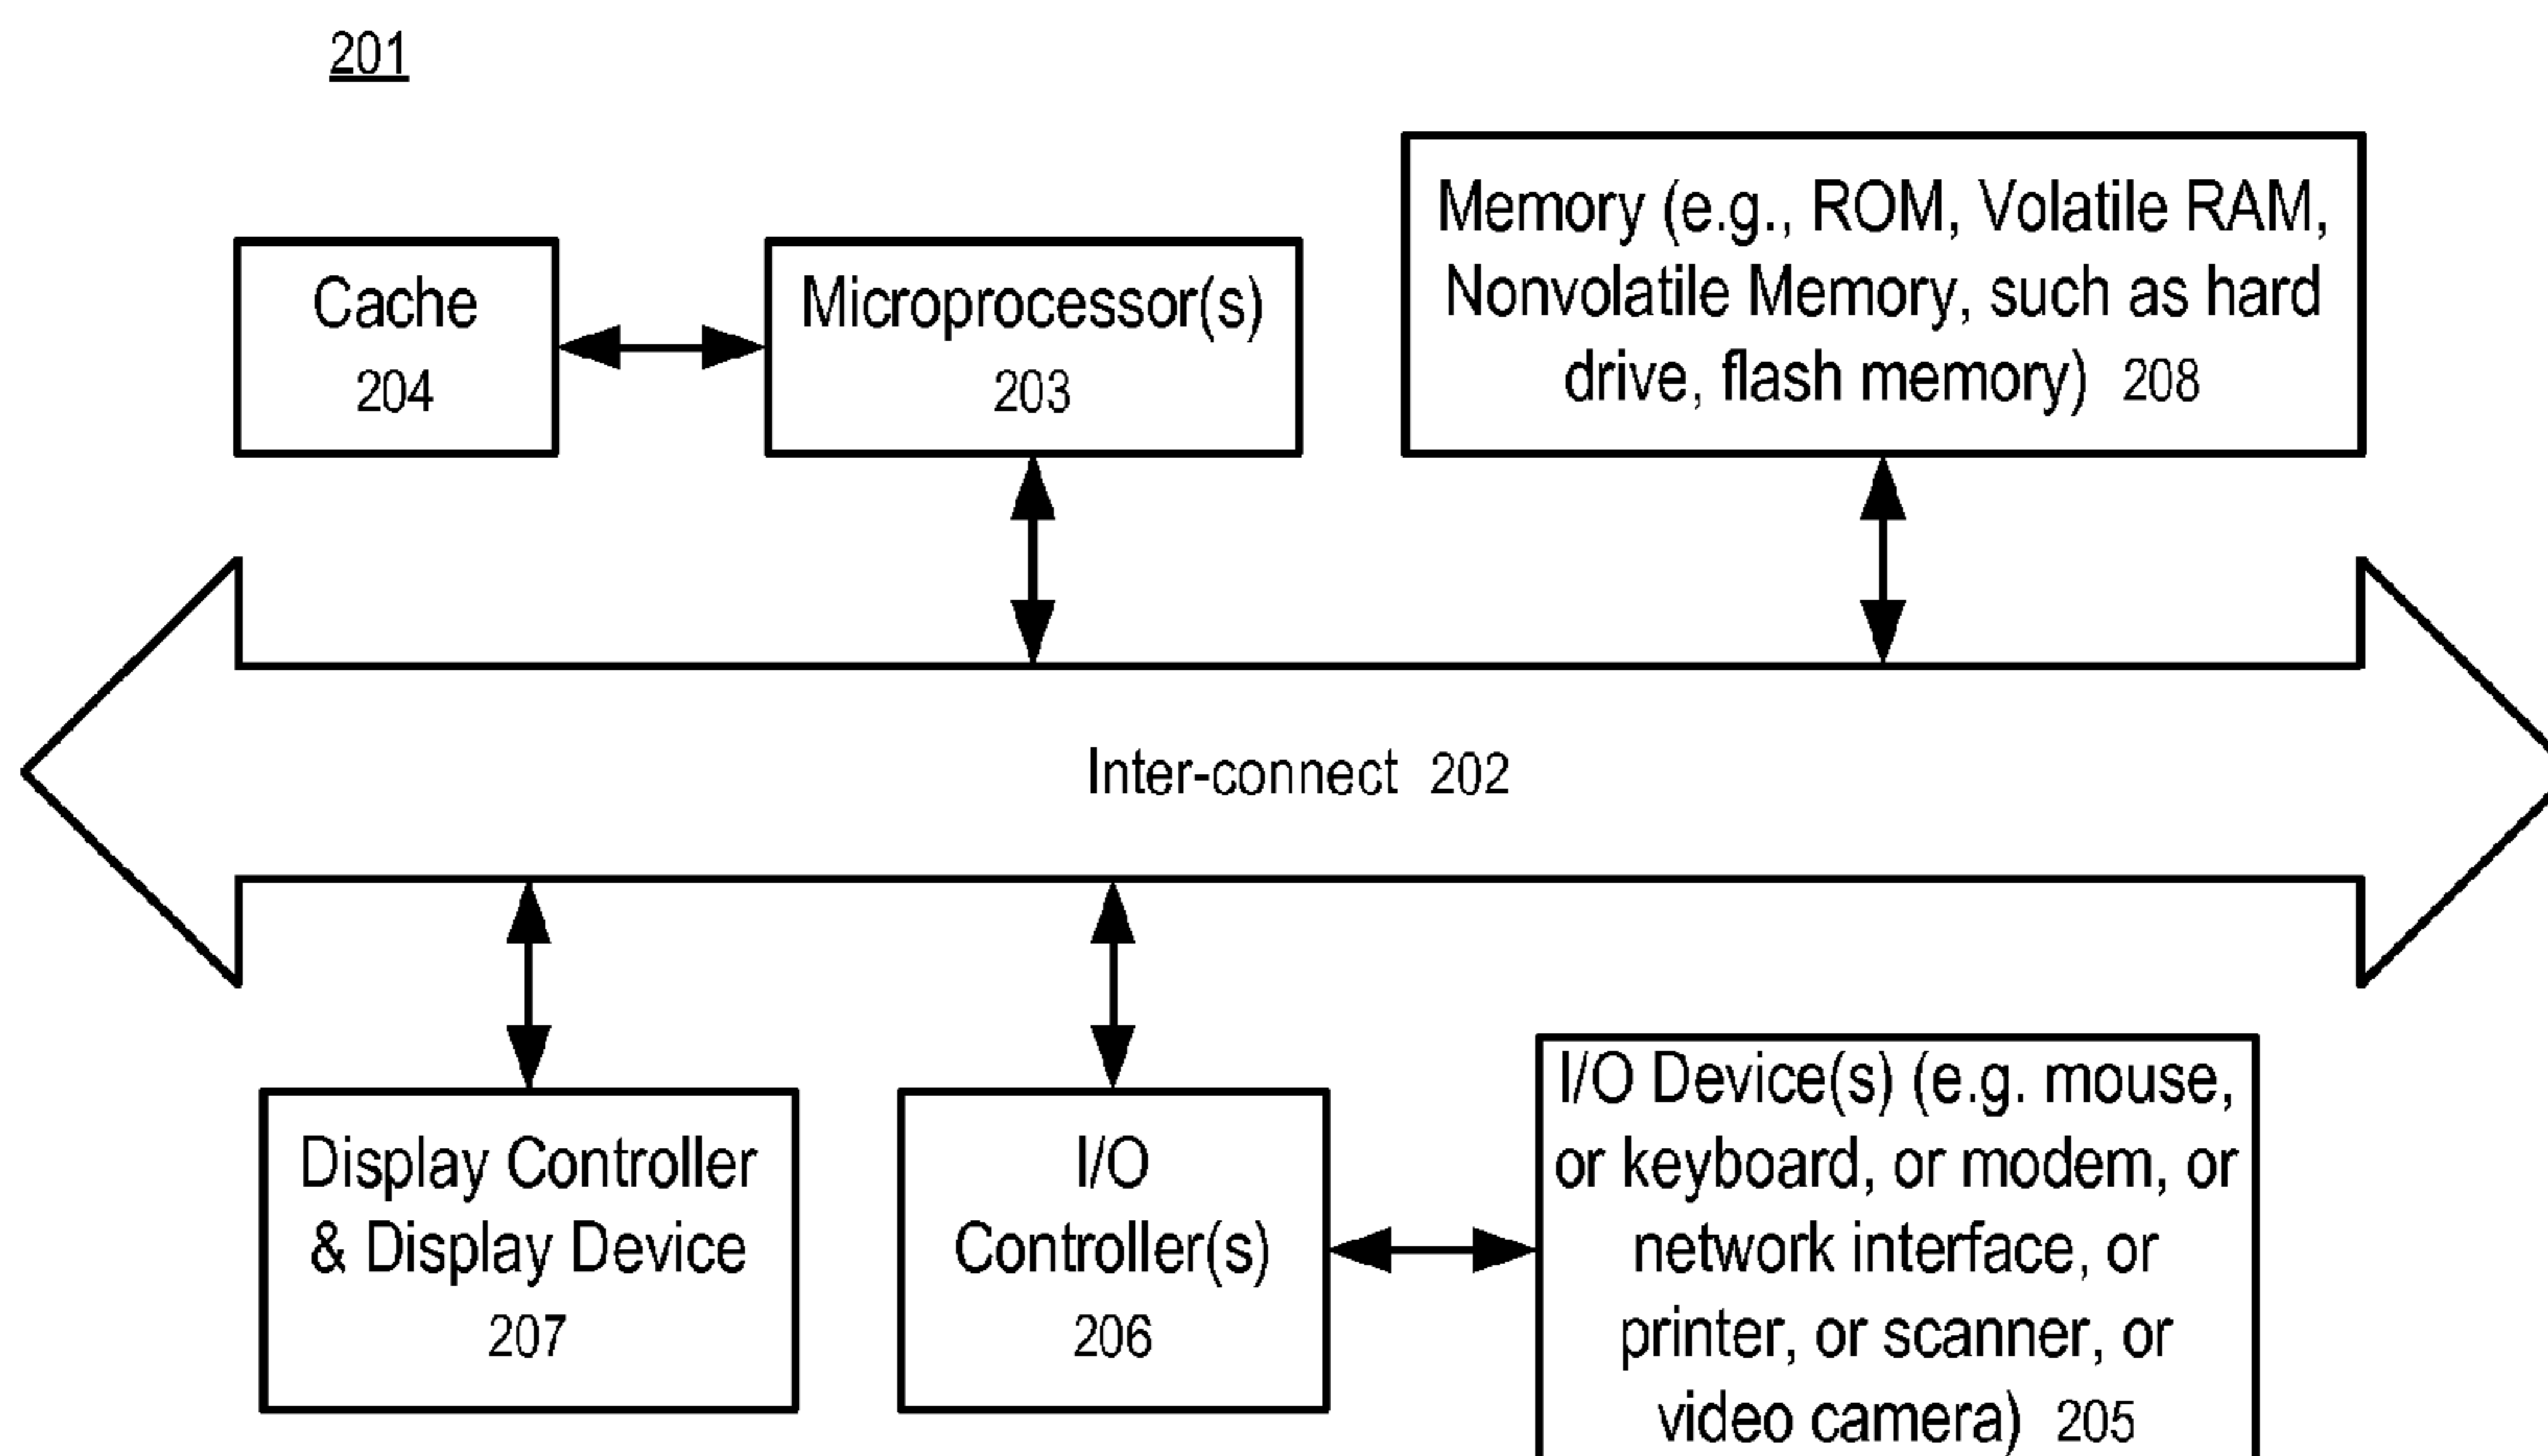 201
Cache
204
Microprocessor(s)
203
Memory (e.g., ROM, Volatile RAM,
Nonvolatile Memory, such as hard
drive, flash memory) 208
Inter-connect 202
Display Controller
& Display Device
207
I/O
Controller(s)
206
I/O Device(s) (e.g. mouse,
or keyboard, or modem, or
network interface, or
printer, or scanner, or
video camera) 205